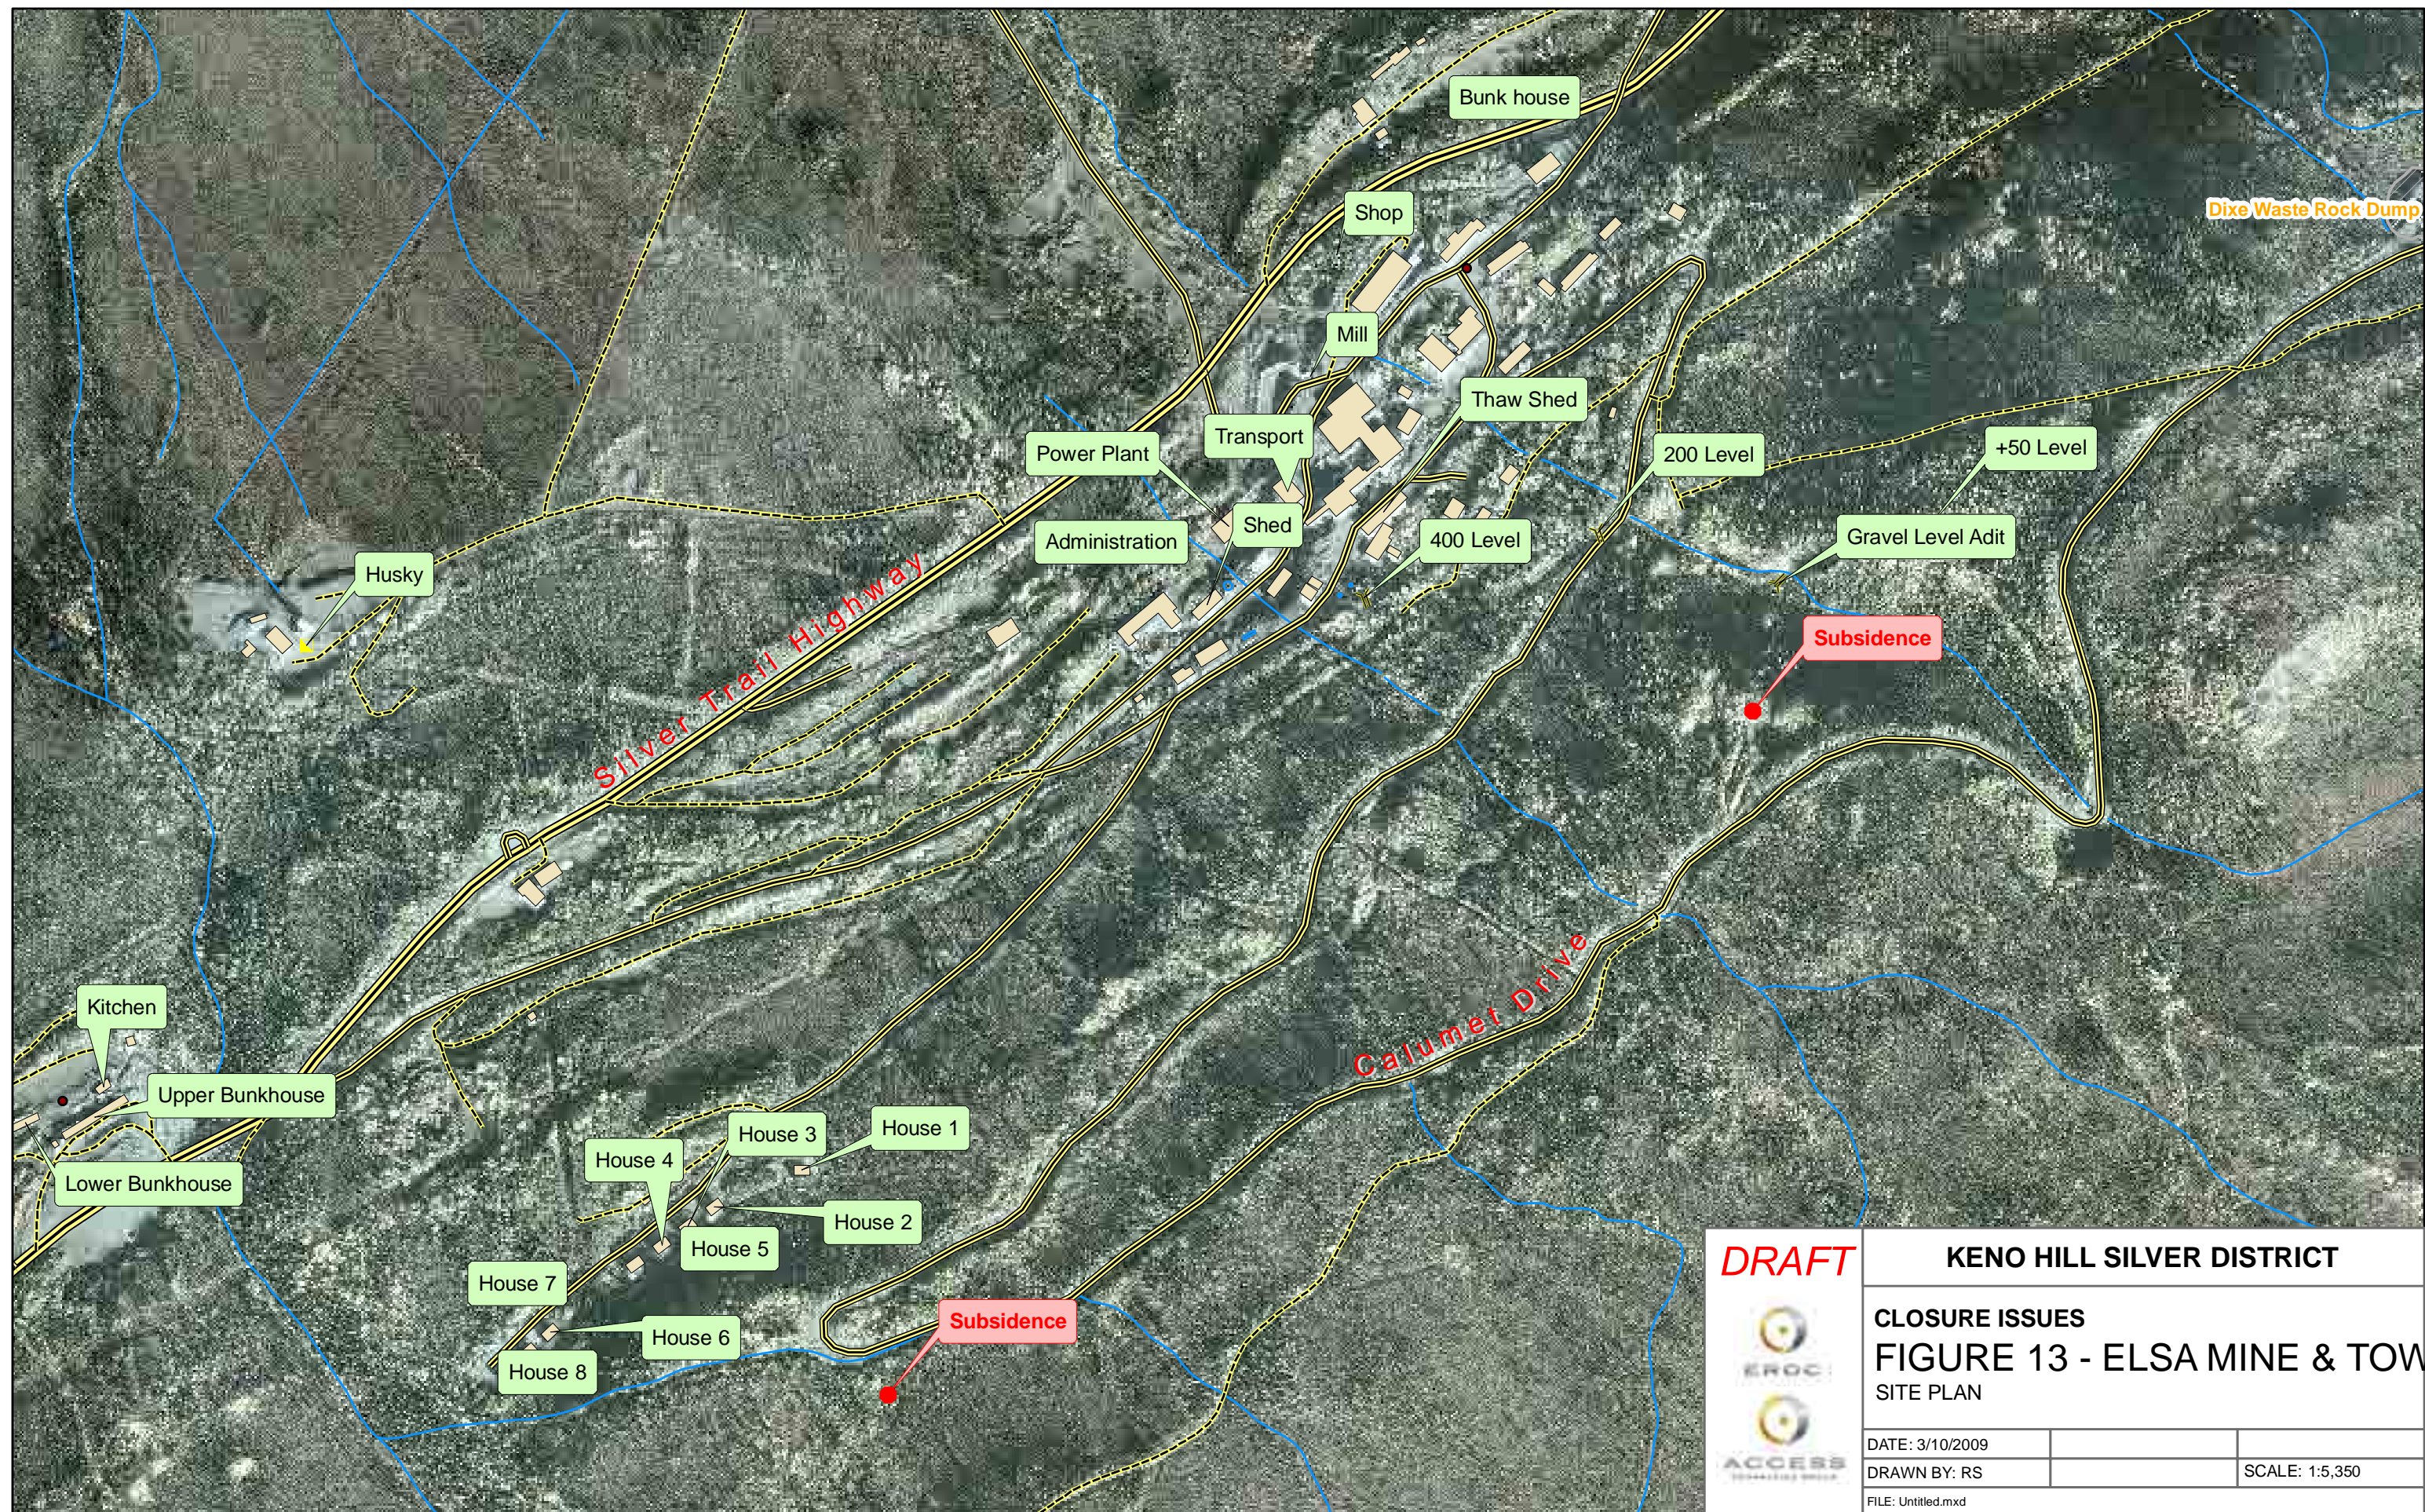 Bunk house
Shop
Dixe Waste Rock Dump
Mill
Thaw Shed
Transport
Power Plant
200 Level
+50 Level
Shed
Administration
400 Level
Gravel Level Adit
Husky
Subsidence
Silver Trail Highway
Calumet Drive
Kitchen
Upper Bunkhouse
Lower Bunkhouse
House 3
House 1
House 4
House 2
House 5
House 7
House 6
House 8
Subsidence
DRAFT
KENO HILL SILVER DISTRICT
CLOSURE ISSUES
FIGURE 13 - ELSA MINE & TOW
SITE PLAN
EROC
ACCESS
DATE: 3/10/2009
DRAWN BY: RS
SCALE: 1:5,350
FILE: Untitled.mxd